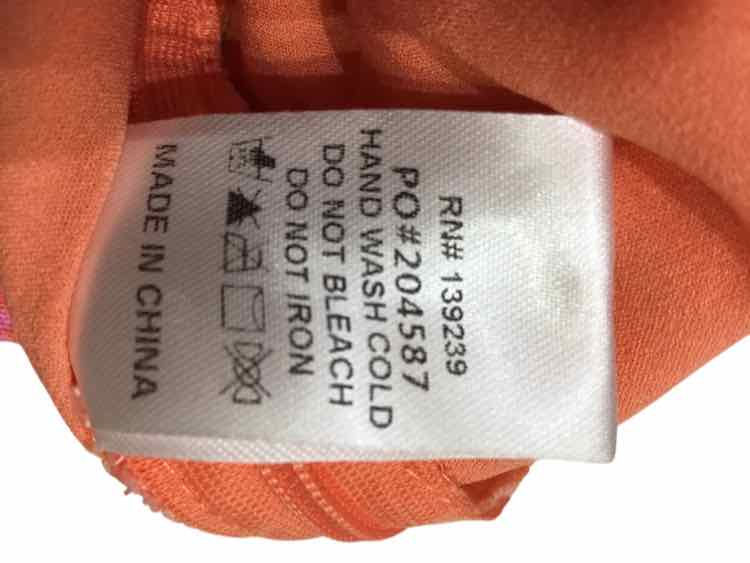 RN# 139239
PO#204587
HAND WASH COLD
DO NOT BLEACH
DO NOT IRON
MADE IN CHINA